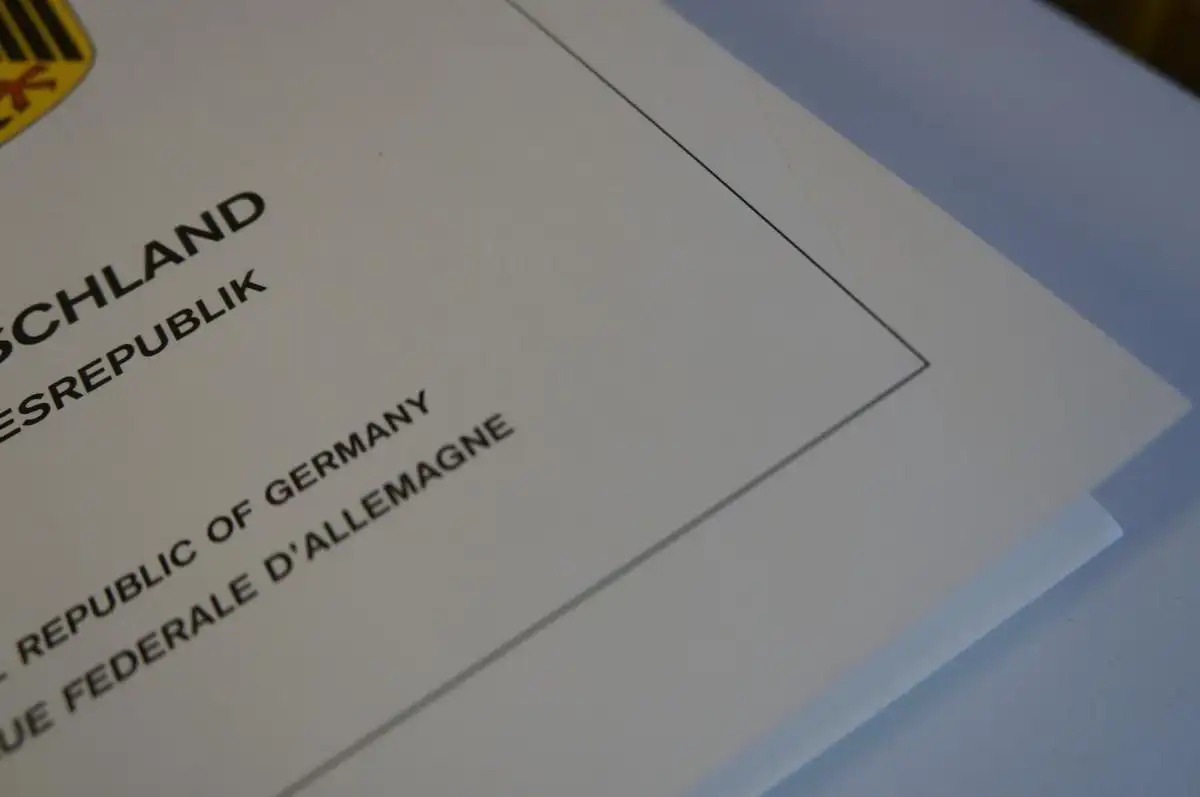 SCHLAND
ESREPUBLIK
REPUBLIC OF GERMANY
UE FEDERALE D'ALLEMAGNE